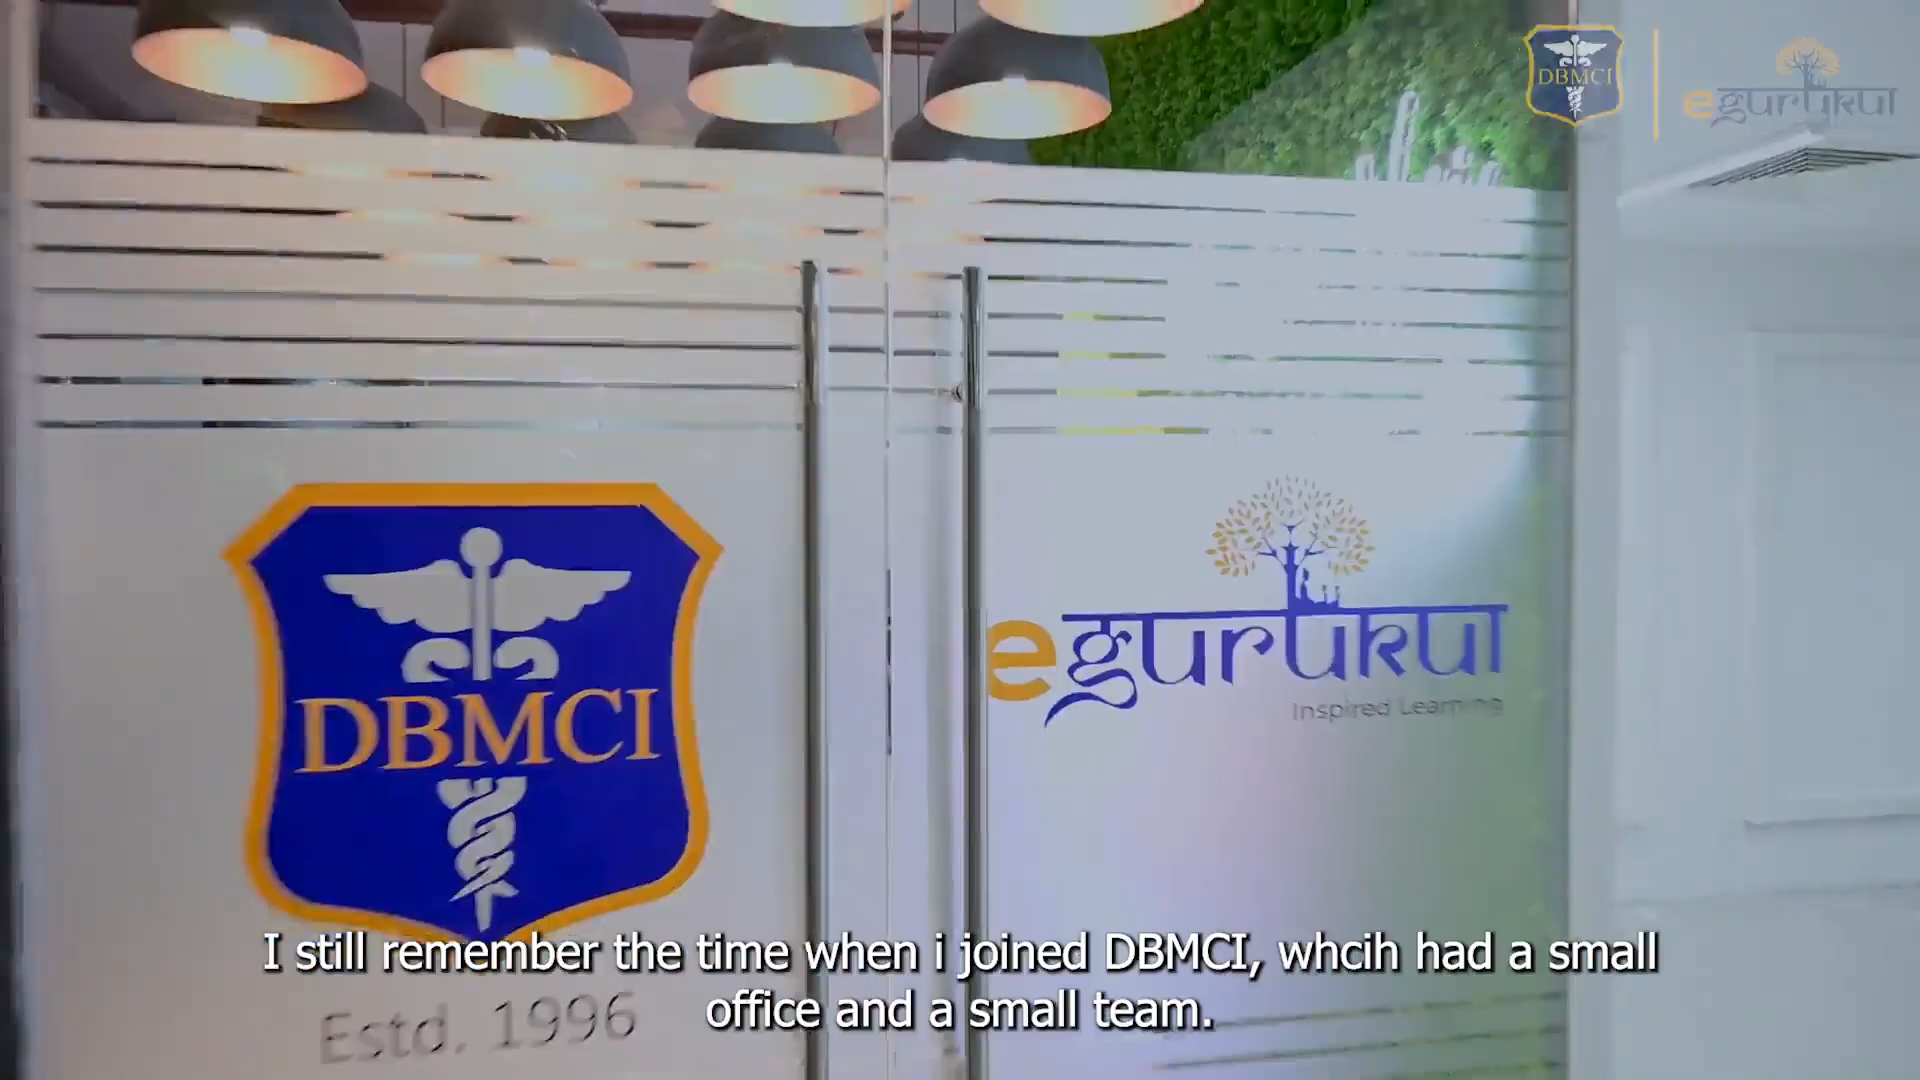 DBMCI
egurukul
DBMCI
egurukul
Inspired Learning
I still remember the time when i joined DBMCI, whcih had a small
office and a small team.
Estd. 1996